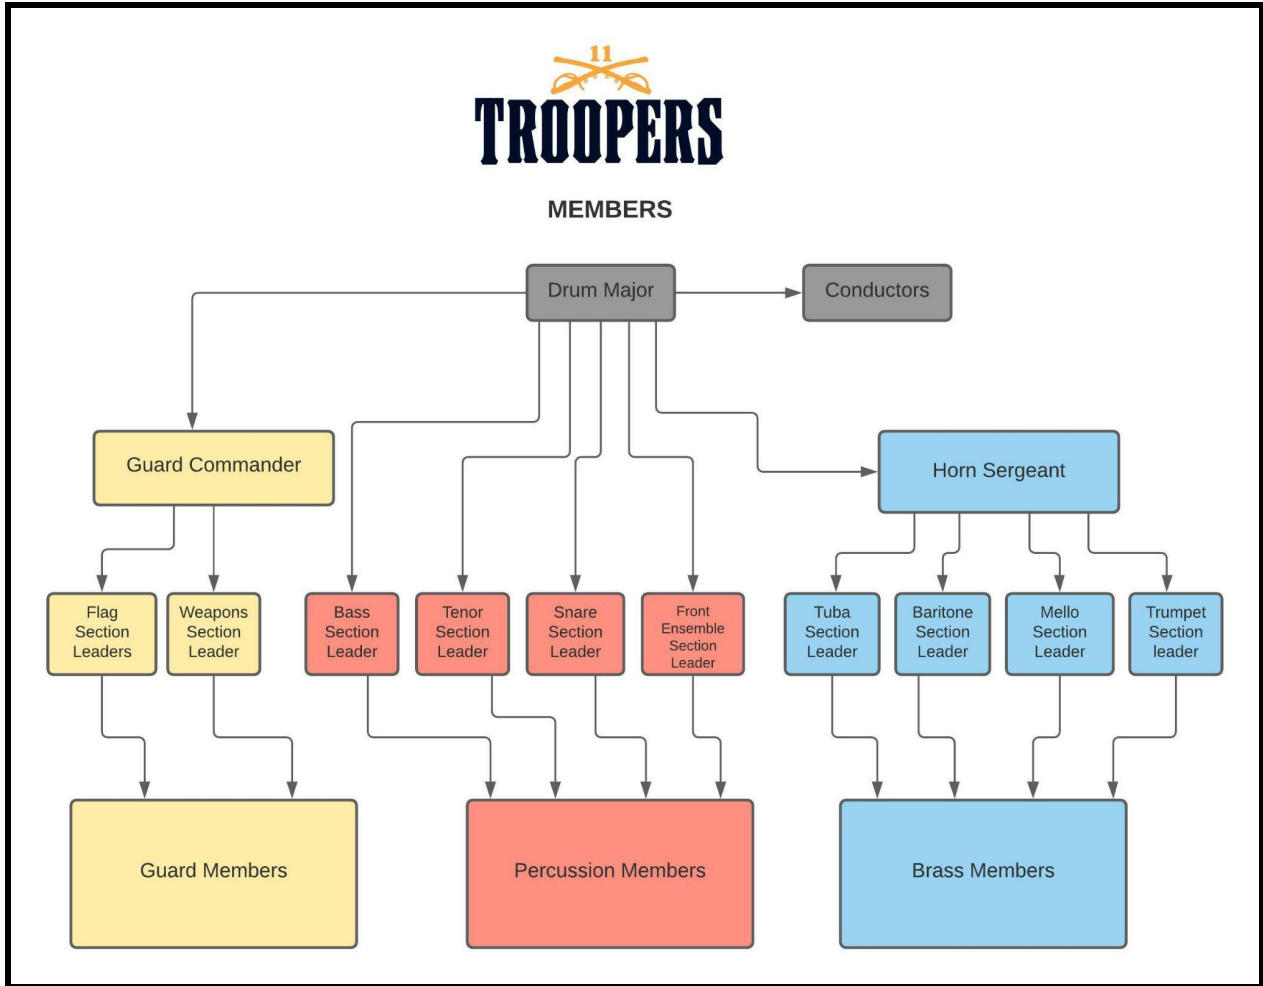 11
TROOPERS
MEMBERS
Drum Major
Conductors
Guard Commander
Horn Sergeant
Flag
Section
Leaders
Weapons
Section
Leader
Bass
Section
Leader
Tenor
Section
Leader
Snare
Section
Leader
Front
Ensemble
Section
Leader
Tuba
Section
Leader
Baritone
Section
Leader
Mello
Section
Leader
Trumpet
Section
leader
Guard Members
Percussion Members
Brass Members